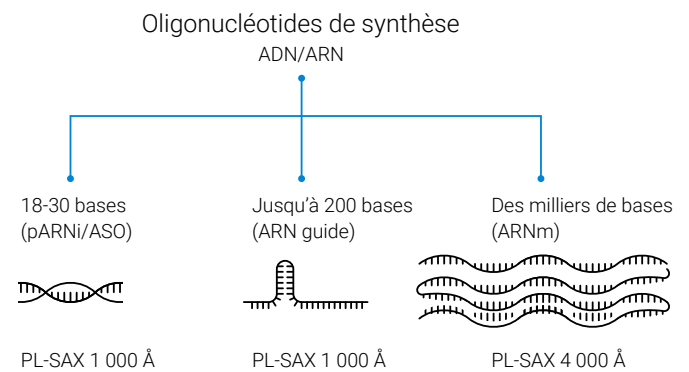 Oligonucléotides de synthèse
ADN/ARN
18-30 bases
(pARNi/ASO)
Jusqu’à 200 bases
(ARN guide)
Des milliers de bases
(ARNm)
PL-SAX 1 000 Å
PL-SAX 1 000 Å
PL-SAX 4 000 Å